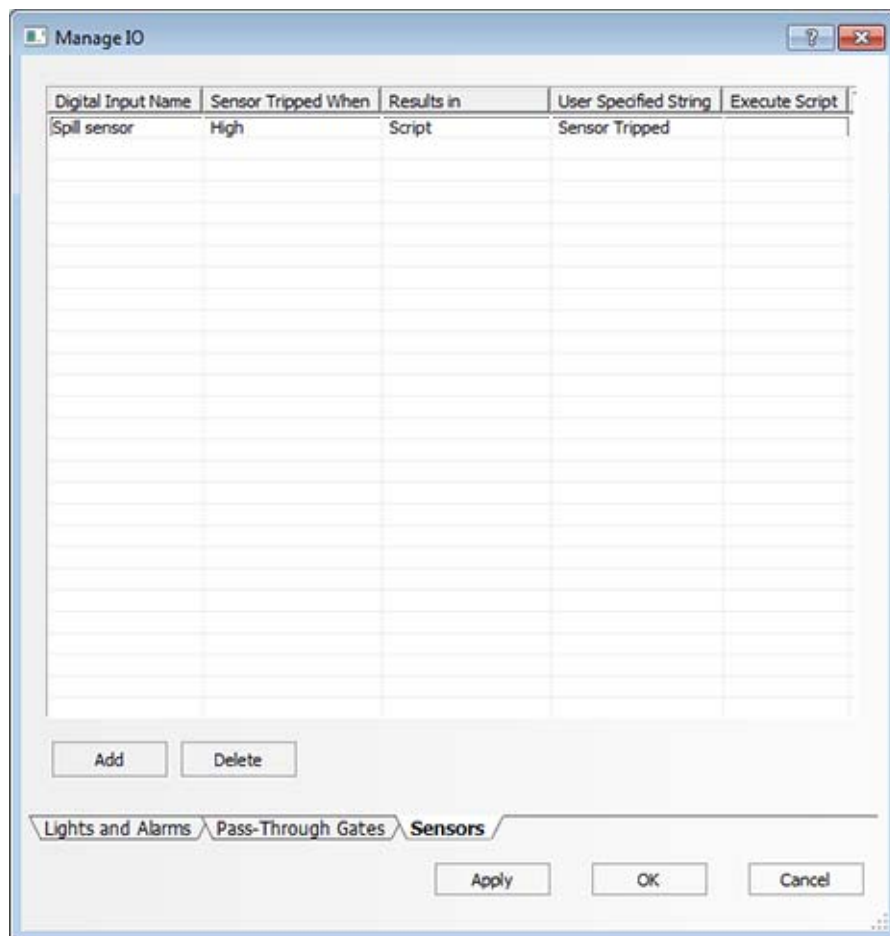 Manage IO
Digital Input Name Sensor Tripped When Results in User Specified String Execute Script
Spill sensor High Script Sensor Tripped
Add Delete
Lights and Alarms Pass-Through Gates Sensors
Apply OK Cancel